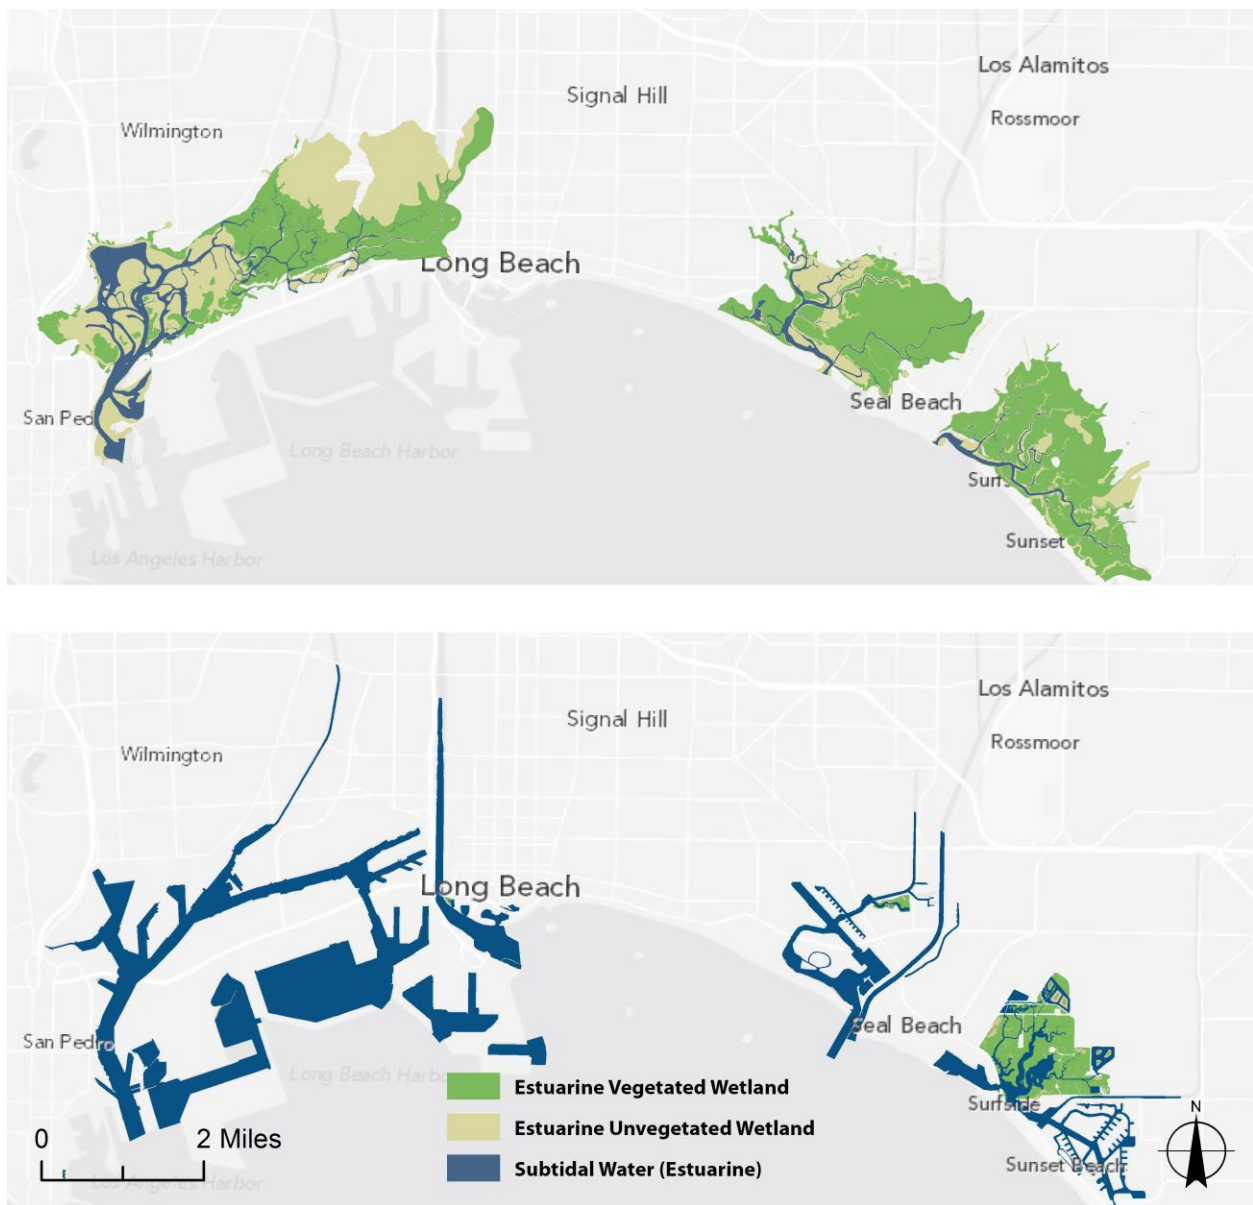 Los Alamitos
Signal Hill
Rossmoor
Wilmington
Long Beach
Seal Beach
San Ped
Long Beach Harbor
Surfs
Sunset
Los Angeles Harbor
Los Alamitos
Signal Hill
Rossmoor
Wilmington
Long Beach
Seal Beach
San Pedro
Long Beach Harbo
Estuarine Vegetated Wetland
Surfside
Estuarine Unvegetated Wetland
N
0 2 Miles
Sunset Beach
Subtidal Water (Estuarine)
Los Angeles Harbor